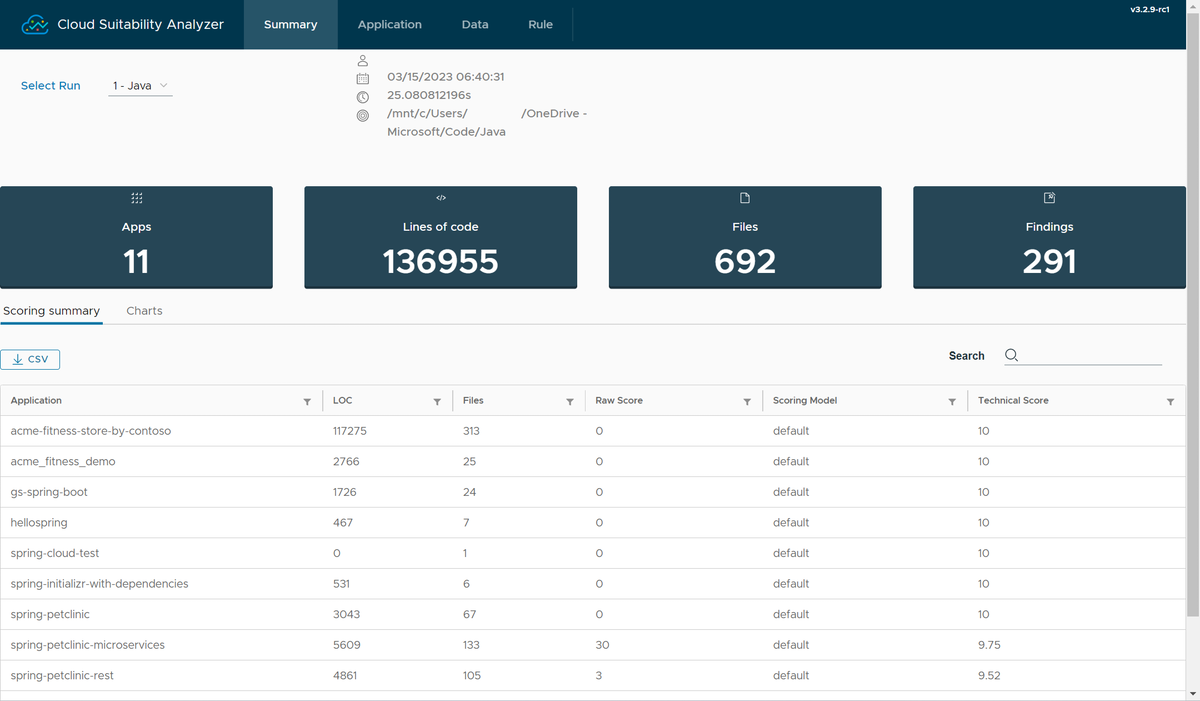 v3.2.9-rc1
Cloud Suitability Analyzer Summary Application Data Rule
Select Run 1 - Java
03/15/2023 06:40:31
25.080812196s
/mnt/c/Users/ /OneDrive -
Microsoft/Code/Java
Apps
11
Lines of code
136955
Files
692
Findings
291
Scoring summary Charts
CSV Search
Application LOC Files Raw Score Scoring Model Technical Score
acme-fitness-store-by-contoso 117275 313 0 default 10
acme_fitness_demo 2766 25 0 default 10
gs-spring-boot 1726 24 0 default 10
hellospring 467 7 0 default 10
spring-cloud-test 0 1 0 default 10
spring-initializr-with-dependencies 531 6 0 default 10
spring-petclinic 3043 67 0 default 10
spring-petclinic-microservices 5609 133 30 default 9.75
spring-petclinic-rest 4861 105 3 default 9.52